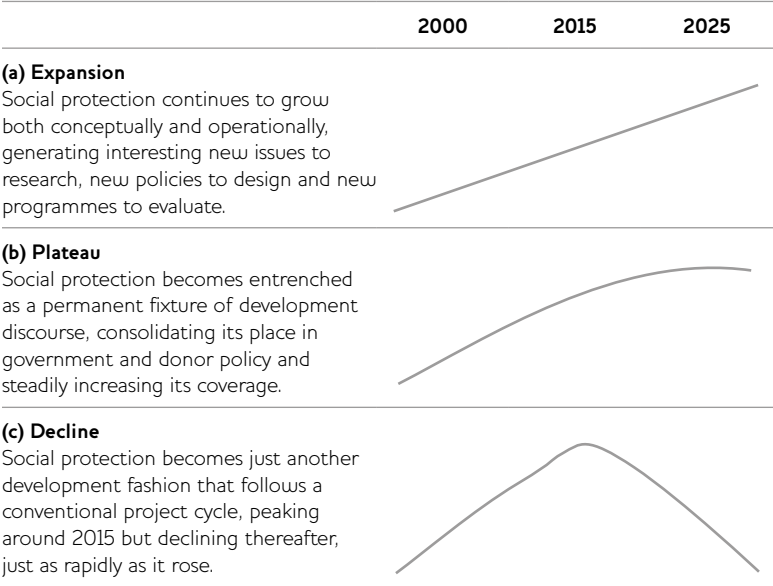 2000 2015 2025
(a) Expansion
Social protection continues to grow
both conceptually and operationally,
generating interesting new issues to
research, new policies to design and new
programmes to evaluate.
(b) Plateau
Social protection becomes entrenched
as a permanent fixture of development
discourse, consolidating its place in
government and donor policy and
steadily increasing its coverage.
(c) Decline
Social protection becomes just another
development fashion that follows a
conventional project cycle, peaking
around 2015 but declining thereafter,
just as rapidly as it rose.